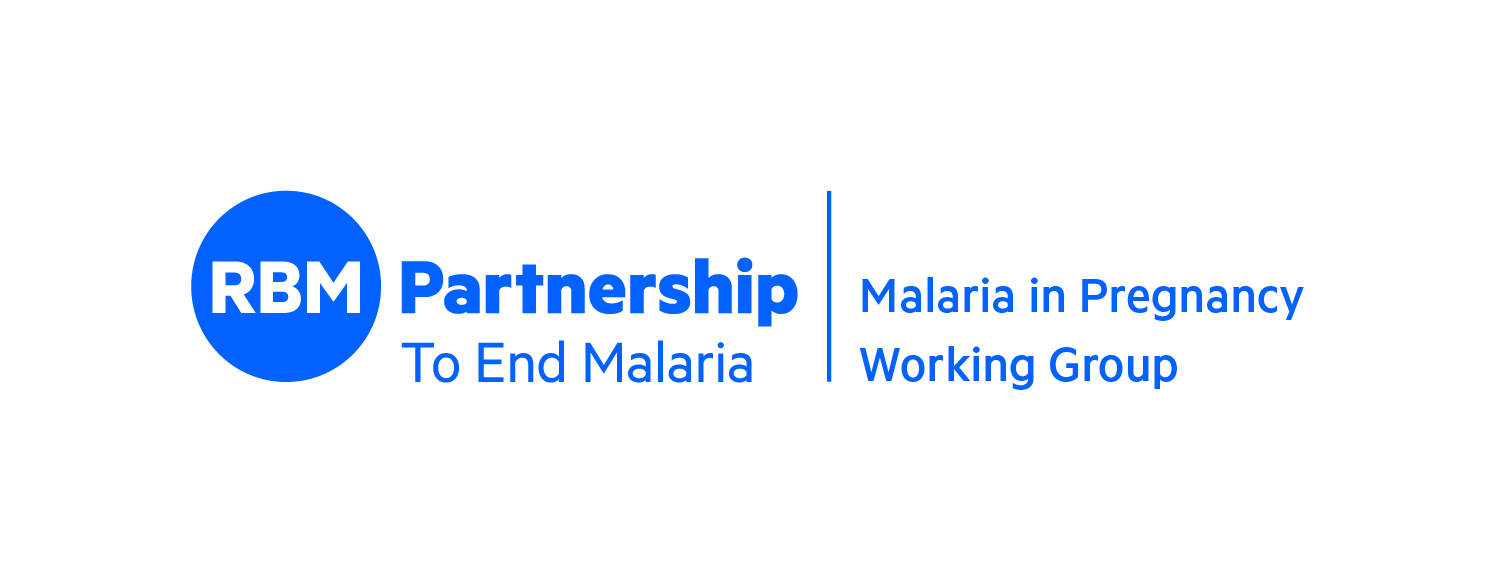 RBM Partnership
To End Malaria
Malaria in Pregnancy
Working Group